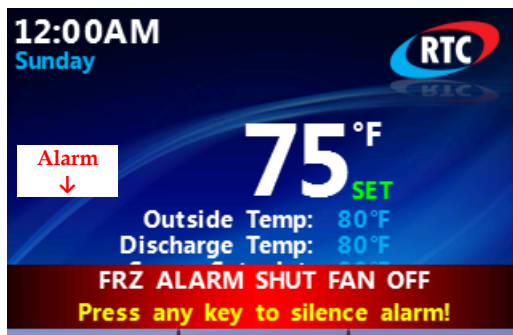 12:00AM
Sunday
RTC
Alarm
↓
75°F
SET
Outside Temp: 80°F
Discharge Temp: 80°F
FRZ ALARM SHUT FAN OFF
Press any key to silence alarm!